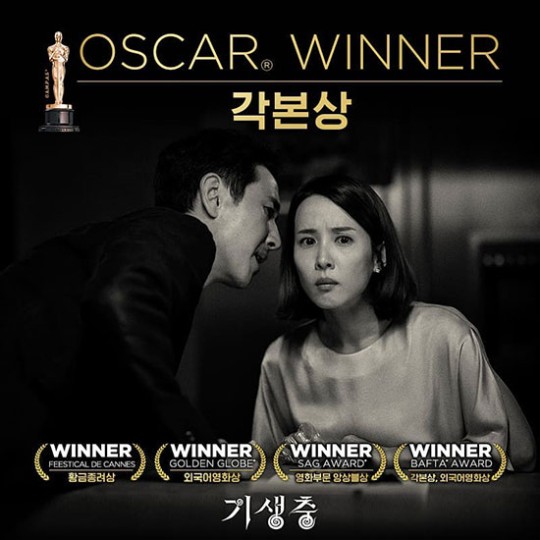 OSCAR® WINNER
각본상
WINNER
FEESTICAL DE CANNES
황금종려상
WINNER
GOLDEN GLOBE®
외국어영화상
WINNER
SAG AWARD®
영화부문 앙상블상
WINNER
BAFTA® AWARD
각본상, 외국어영화상
기생충